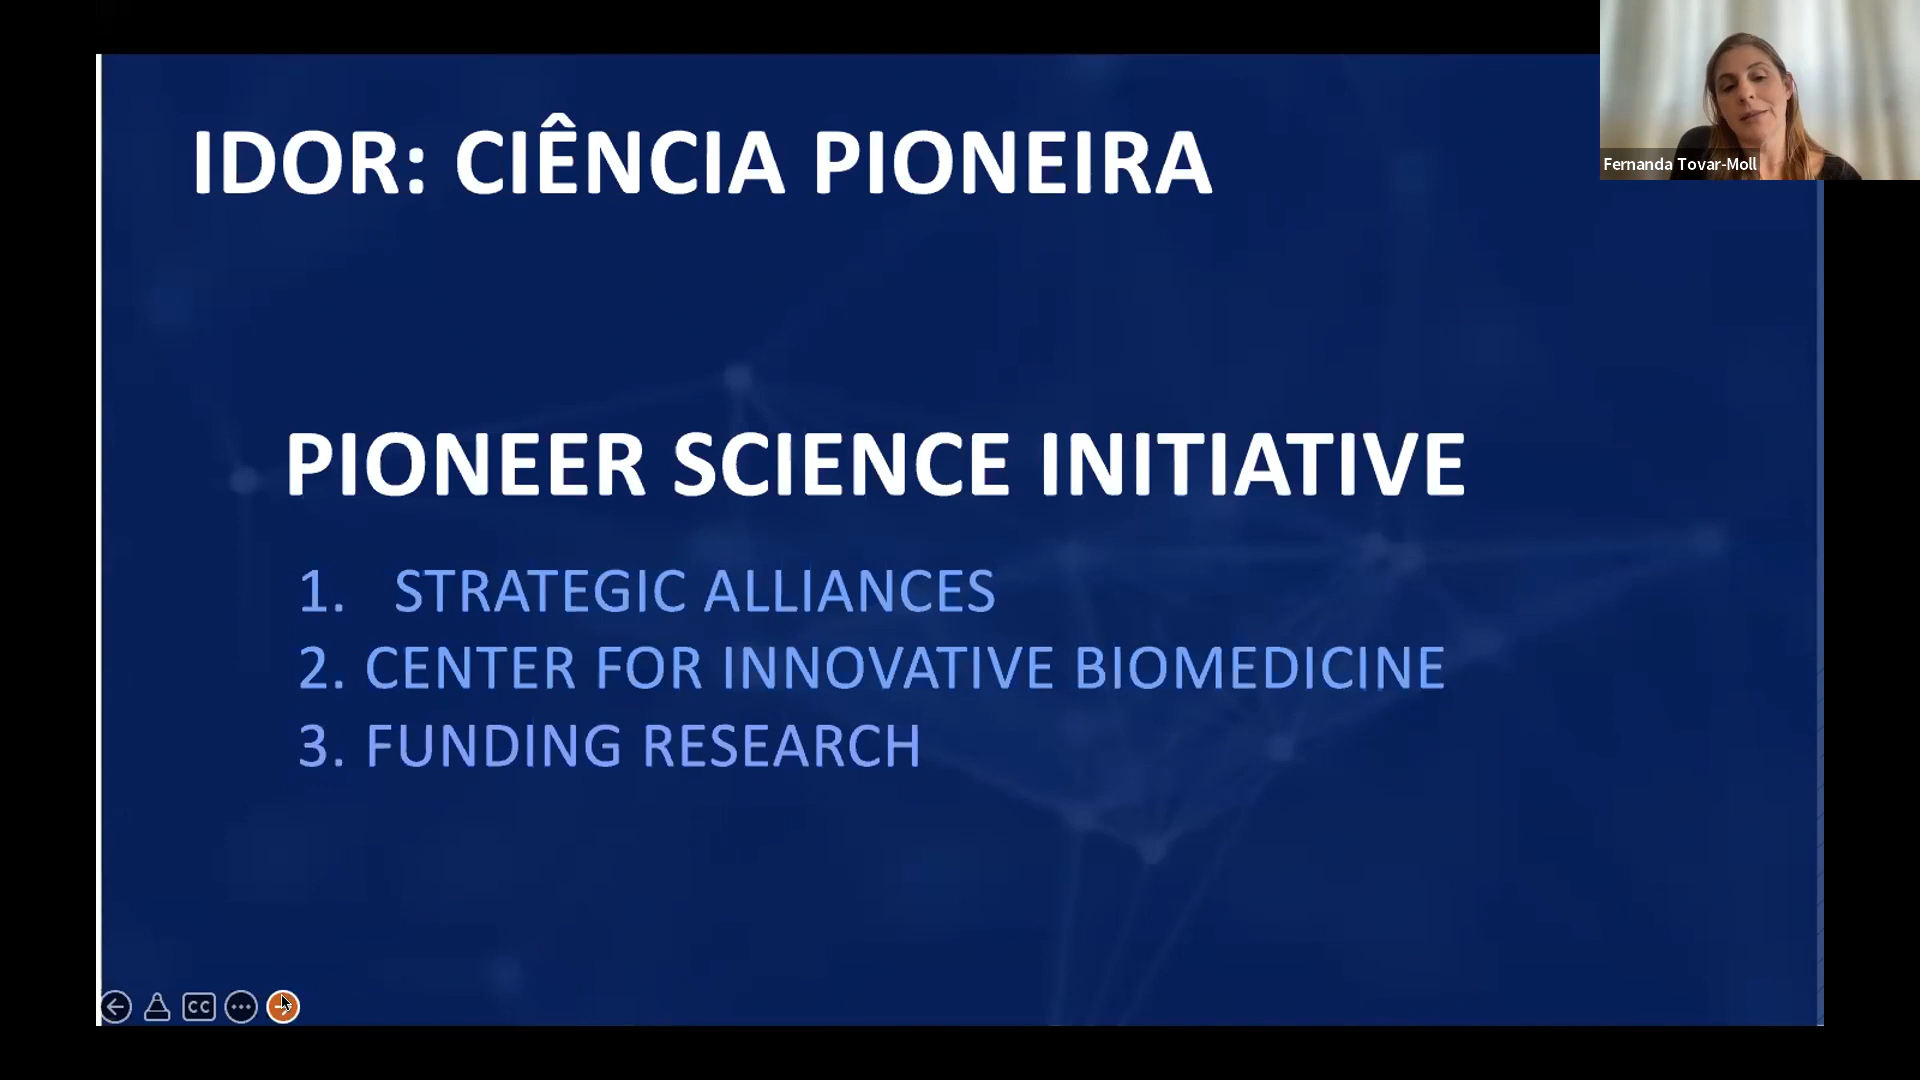 IDOR: CIÊNCIA PIONEIRA
Fernanda Tovar-Moll
PIONEER SCIENCE INITIATIVE
1. STRATEGIC ALLIANCES
2. CENTER FOR INNOVATIVE BIOMEDICINE
3. FUNDING RESEARCH
CC